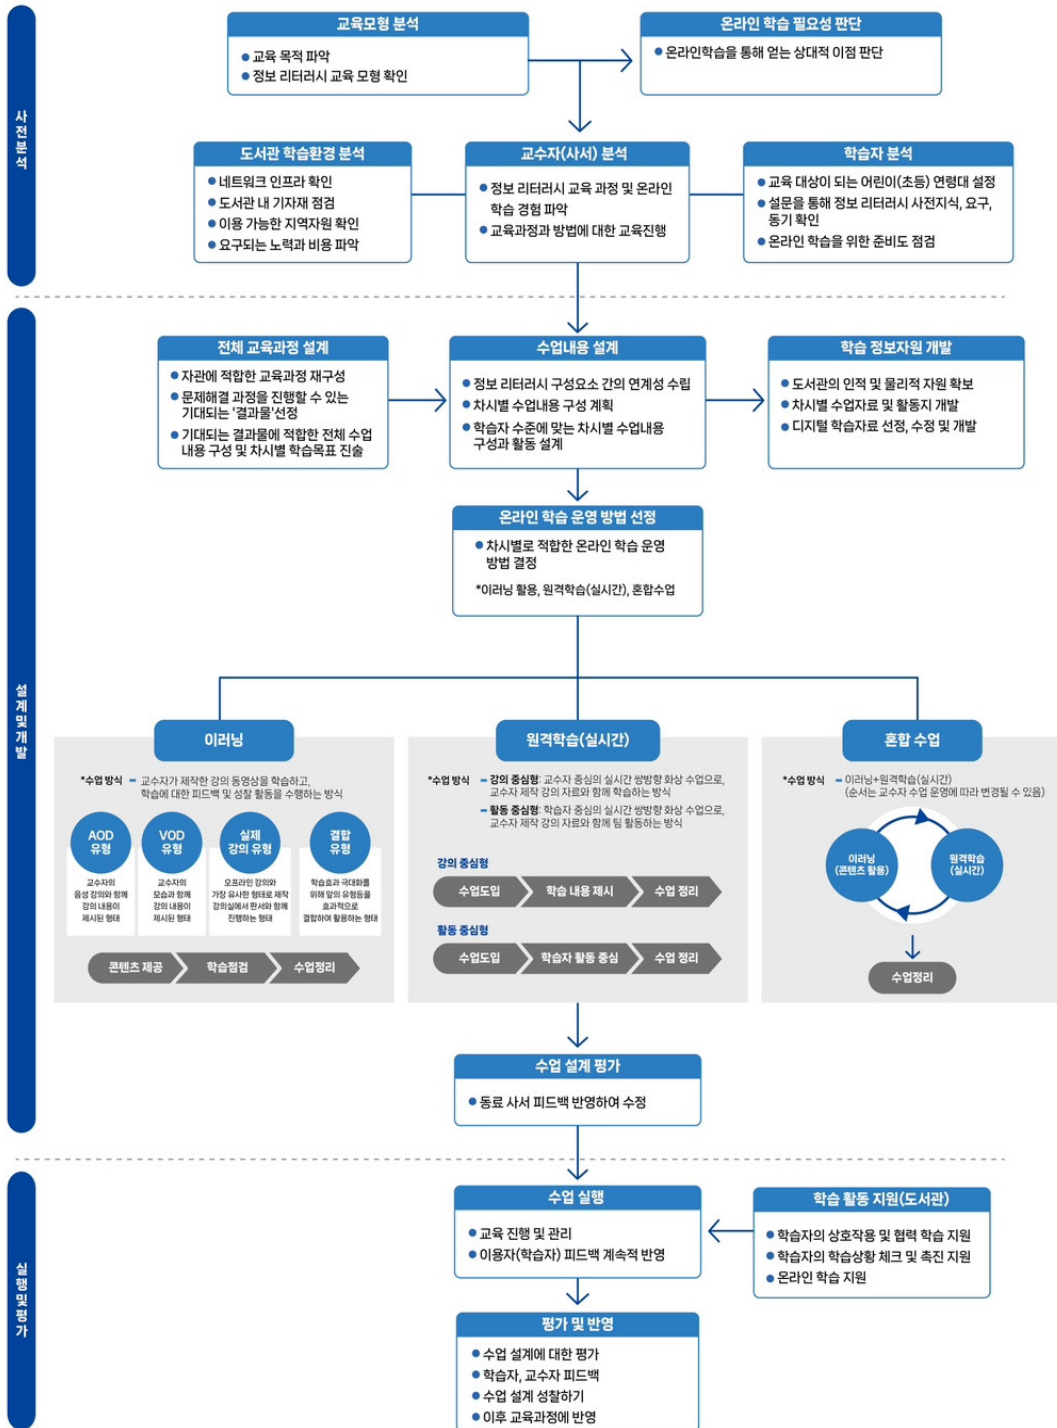 사전분석
교육모형 분석
교육 목적 파악
정보 리터러시 교육 모형 확인
온라인 학습 필요성 판단
온라인학습을 통해 얻는 상대적 이점 판단
도서관 학습환경 분석
네트워크 인프라 확인
도서관 내 기자재 점검
이용 가능한 지역자원 확인
요구되는 노력과 비용 파악
교수자(사서) 분석
정보 리터러시 교육 과정 및 온라인
학습 경험 파악
교육과정과 방법에 대한 교육진행
학습자 분석
교육 대상이 되는 어린이(초등) 연령대 설정
설문을 통해 정보 리터러시 사전지식, 요구,
동기 확인
온라인 학습을 위한 준비도 점검
설계및개발
전체 교육과정 설계
자관에 적합한 교육과정 재구성
문제해결 과정을 진행할 수 있는
기대되는 '결과물'선정
기대되는 결과물에 적합한 전체 수업
내용 구성 및 차시별 학습목표 진술
수업내용 설계
정보 리터러시 구성요소 간의 연계성 수립
차시별 수업내용 구성 계획
학습자 수준에 맞는 차시별 수업내용
구성과 활동 설계
학습 정보자원 개발
도서관의 인적 및 물리적 자원 확보
차시별 수업자료 및 활동지 개발
디지털 학습자료 선정, 수정 및 개발
온라인 학습 운영 방법 선정
차시별로 적합한 온라인 학습 운영
방법 결정
*이러닝 활용, 원격학습(실시간), 혼합수업
이러닝
*수업 방식 - 교수자가 제작한 강의 동영상을 학습하고,
학습에 대한 피드백 및 성찰 활동을 수행하는 방식
AOD
유형
교수자의
음성 강의와 함께
강의 내용이
제시된 형태
VOD
유형
교수자의
모습과 함께
강의 내용이
제시된 형태
실제
강의 유형
오프라인 강의와
가장 유사한 형태로 제작
강의실에서 판서와 함께
진행하는 형태
결합
유형
학습효과 극대화를
위해 앞의 유형등을
효과적으로
결합하여 활용하는 형태
콘텐츠 제공
학습점검
수업정리
원격학습(실시간)
*수업 방식 - 강의 중심형: 교수자 중심의 실시간 쌍방향 화상 수업으로,
교수자 제작 강의 자료와 함께 학습하는 방식
- 활동 중심형: 학습자 중심의 실시간 쌍방향 화상 수업으로,
교수자 제작 강의 자료와 함께 팀 활동하는 방식
강의 중심형
수업도입
학습 내용 제시
수업 정리
활동 중심형
수업도입
학습자 활동 중심
수업 정리
혼합 수업
*수업 방식 - 이러닝+원격학습(실시간)
(순서는 교수자 수업 운영에 따라 변경될 수 있음)
이러닝
(콘텐츠 활용)
원격학습
(실시간)
수업정리
수업 설계 평가
동료 사서 피드백 반영하여 수정
실행및평가
수업 실행
교육 진행 및 관리
이용자(학습자) 피드백 계속적 반영
학습 활동 지원(도서관)
학습자의 상호작용 및 협력 학습 지원
학습자의 학습상황 체크 및 촉진 지원
온라인 학습 지원
평가 및 반영
수업 설계에 대한 평가
학습자, 교수자 피드백
수업 설계 성찰하기
이후 교육과정에 반영